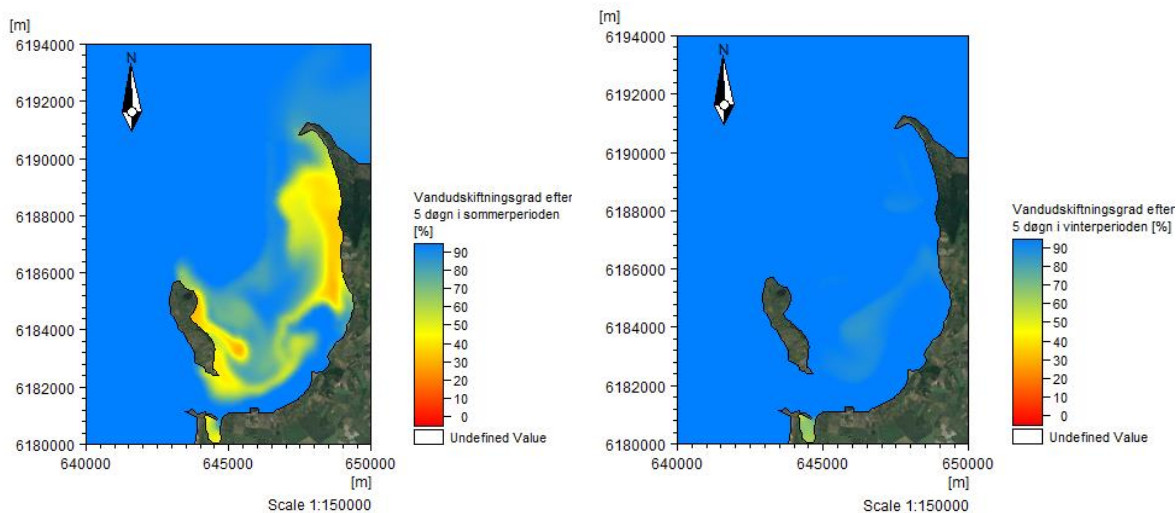 [m]
6194000
N
6192000
6190000
6188000
6186000
6184000
6182000
6180000
640000 645000 650000
[m]
Scale 1:150000
Vandudskiftningsgrad efter
5 døgn i sommerperioden
[%]
90
80
70
60
50
40
30
20
10
0
Undefined Value
[m]
6194000
N
6192000
6190000
6188000
6186000
6184000
6182000
6180000
640000 645000 650000
[m]
Scale 1:150000
Vandudskiftningsgrad efter
5 døgn i vinterperioden [%]
90
80
70
60
50
40
30
20
10
0
Undefined Value